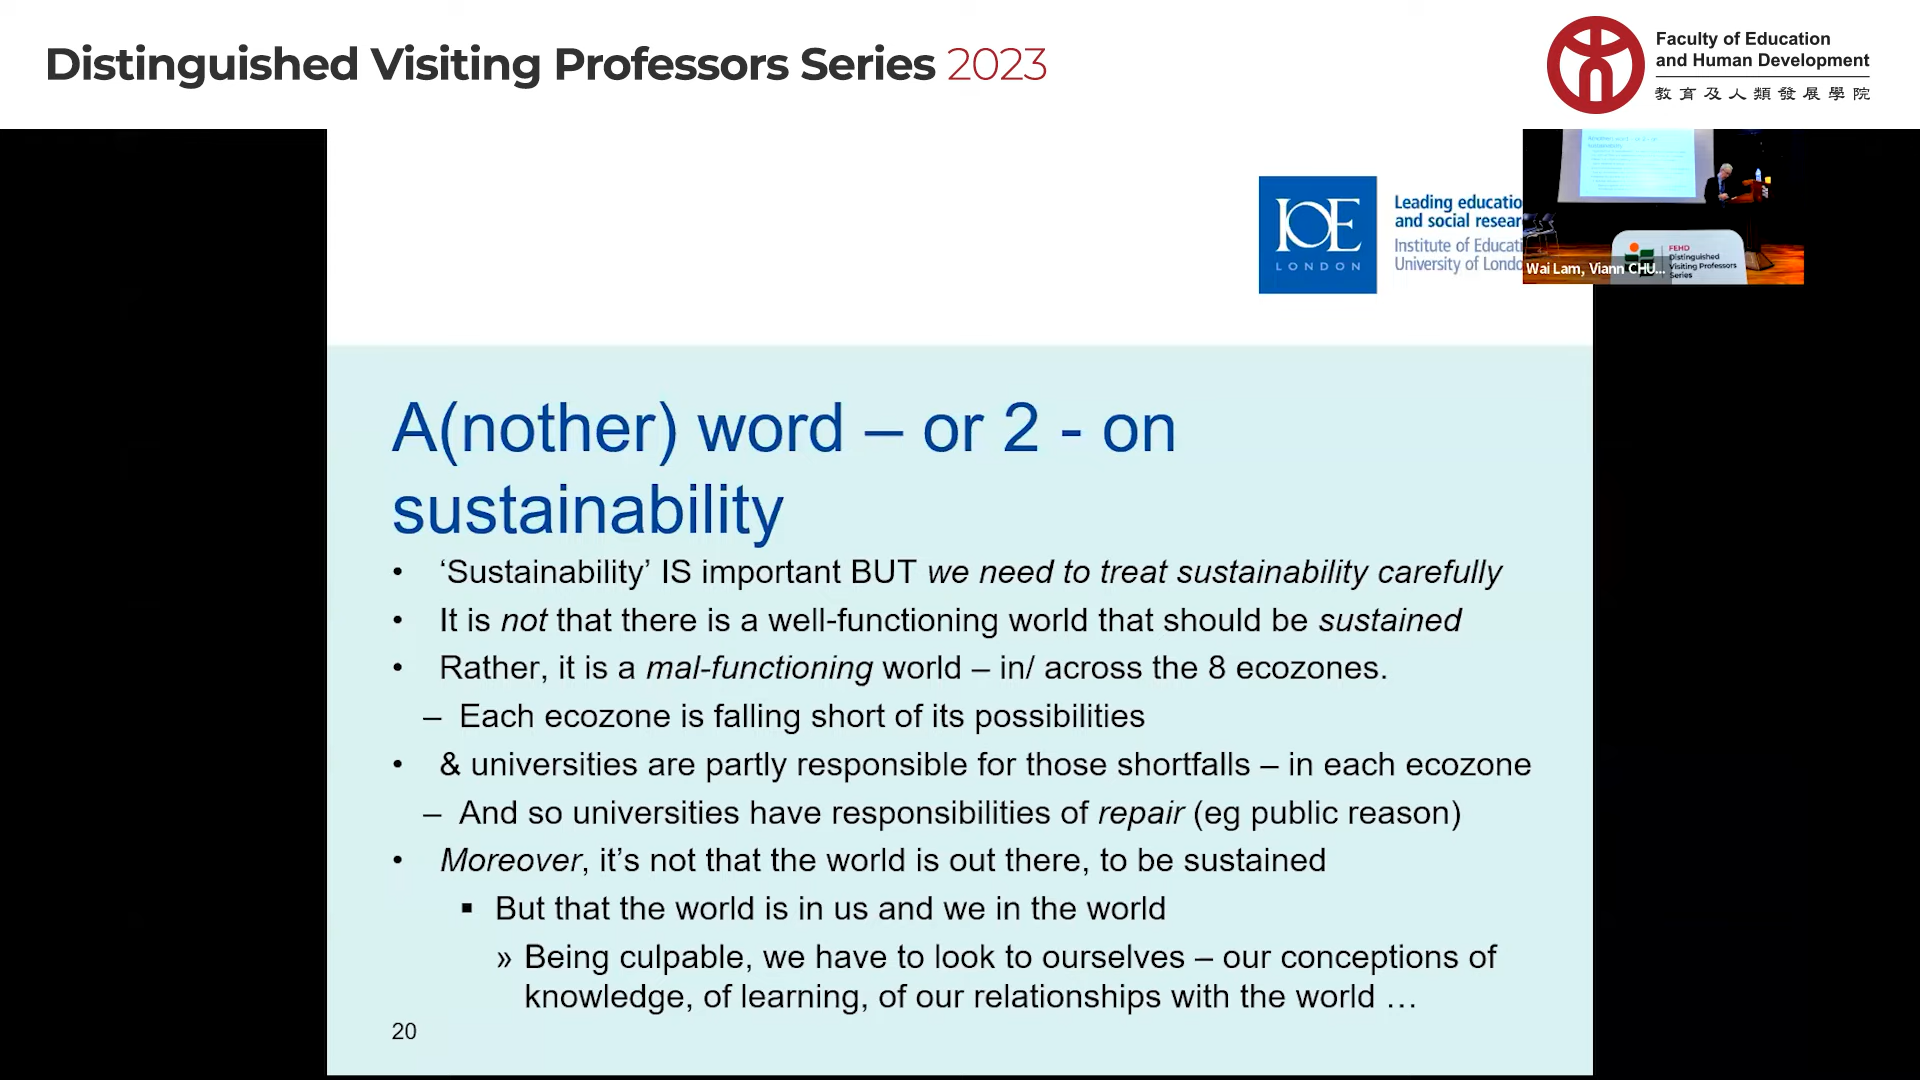 Distinguished Visiting Professors Series 2023
Faculty of Education
and Human Development
教育及人類發展學院
IOE
LONDON
Leading educatio
and social resear
Institute of Educati
University of Londo
FEHD
Distinguished
Visiting Professors
Series
Wai Lam, Viann CHU...
A(nother) word – or 2 - on
sustainability
• ‘Sustainability’ IS important BUT we need to treat sustainability carefully
• It is not that there is a well-functioning world that should be sustained
• Rather, it is a mal-functioning world – in/ across the 8 ecozones.
– Each ecozone is falling short of its possibilities
• & universities are partly responsible for those shortfalls – in each ecozone
– And so universities have responsibilities of repair (eg public reason)
• Moreover, it’s not that the world is out there, to be sustained
▪ But that the world is in us and we in the world
» Being culpable, we have to look to ourselves – our conceptions of
knowledge, of learning, of our relationships with the world …
20